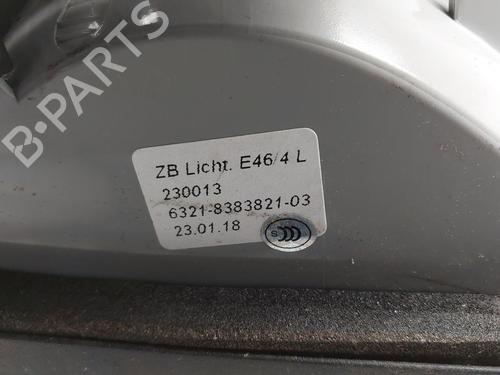 B-PARTS
ZB Licht. E46/4 L
230013
6321-8383821-03
23.01.18
S